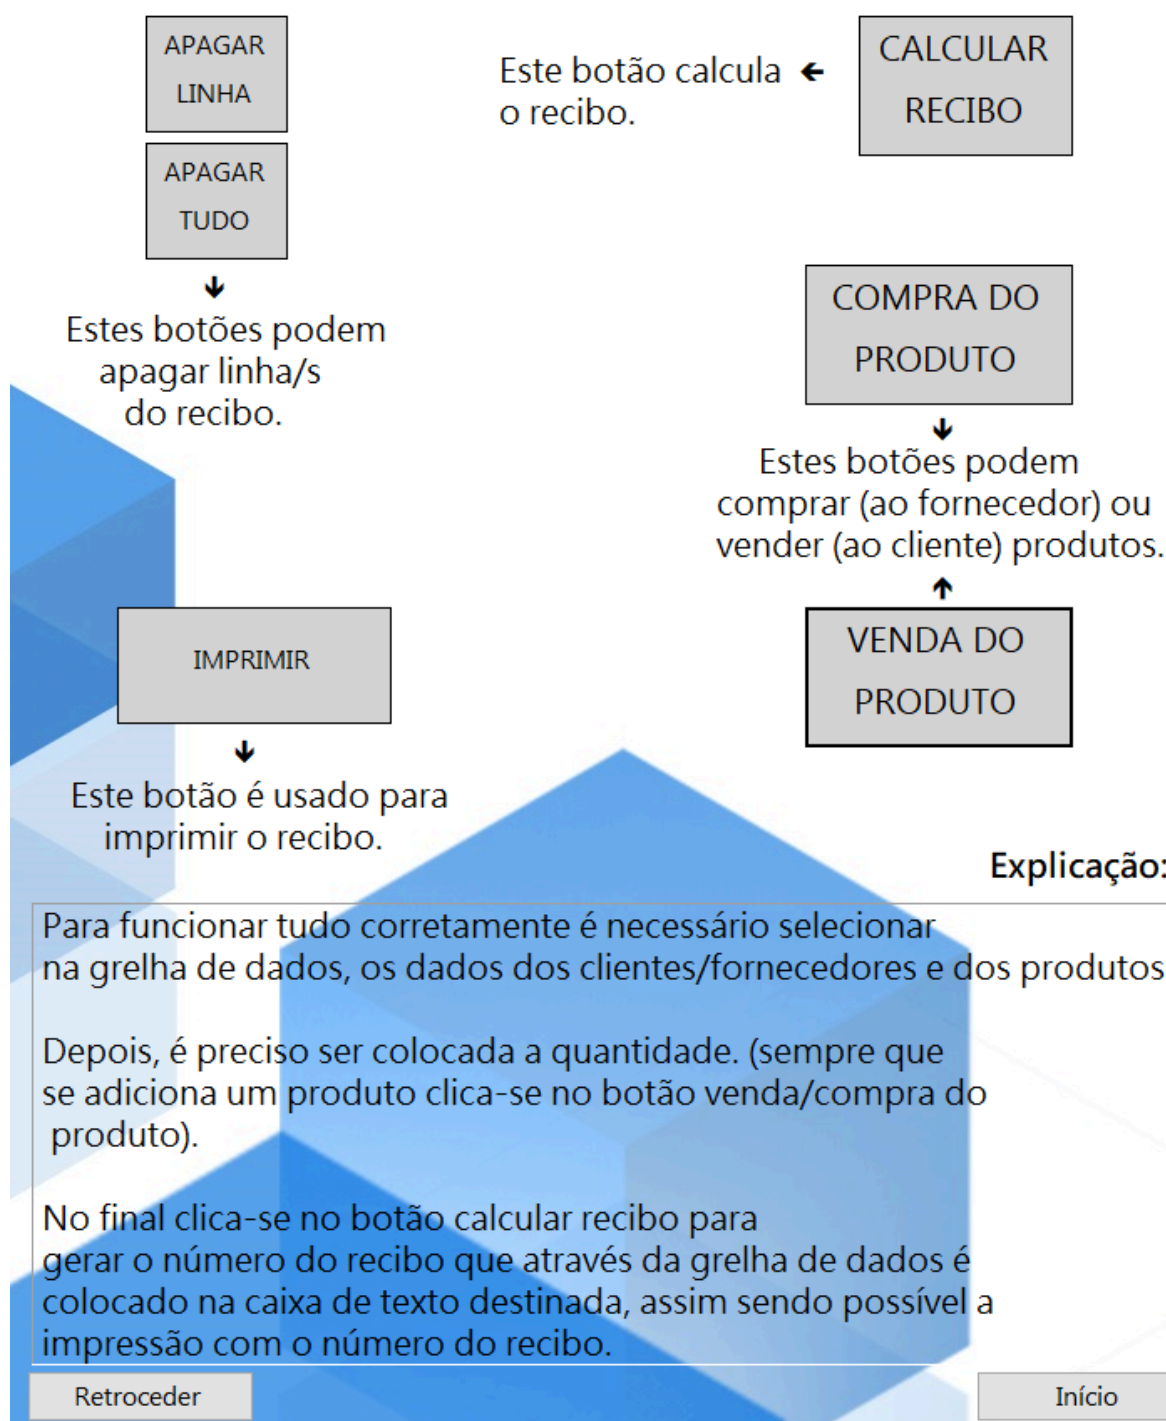 APAGAR
LINHA
APAGAR
TUDO
🡻
Estes botões podem
apagar linha/s
do recibo.
Este botão calcula 🡸
o recibo.
CALCULAR
RECIBO
COMPRA DO
PRODUTO
🡻
Estes botões podem
comprar (ao fornecedor) ou
vender (ao cliente) produtos.
🡹
VENDA DO
PRODUTO
IMPRIMIR
🡻
Este botão é usado para
imprimir o recibo.
Explicação:
Para funcionar tudo corretamente é necessário selecionar
na grelha de dados, os dados dos clientes/fornecedores e dos produtos
Depois, é preciso ser colocada a quantidade. (sempre que
se adiciona um produto clica-se no botão venda/compra do
produto).
No final clica-se no botão calcular recibo para
gerar o número do recibo que através da grelha de dados é
colocado na caixa de texto destinada, assim sendo possível a
impressão com o número do recibo.
Retroceder
Início